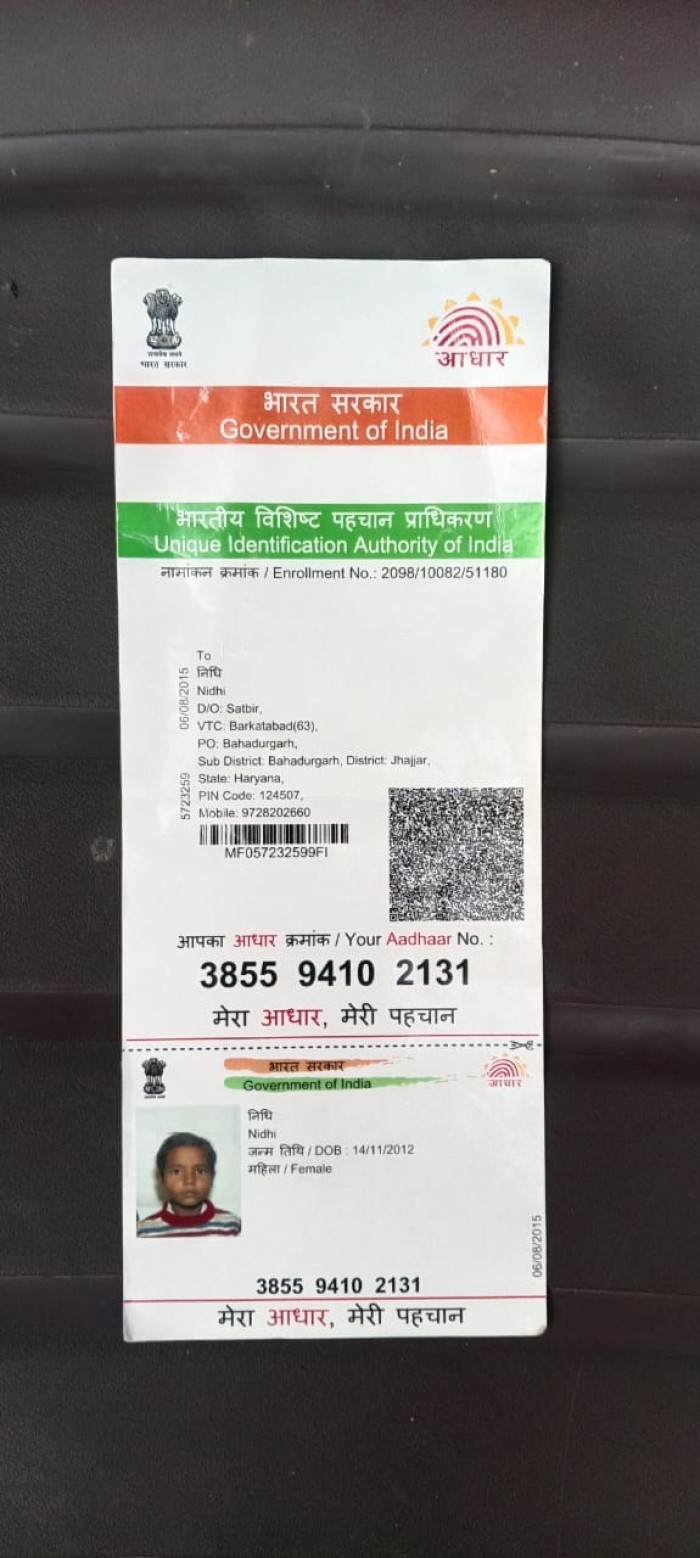 सत्यमेव जयते
भारत सरकार
आधार
भारत सरकार
Government of India
भारतीय विशिष्ट पहचान प्राधिकरण
Unique Identification Authority of India
नामांकन क्रमांक / Enrollment No.: 2098/10082/51180
To
निधि
Nidhi
D/O: Satbir,
VTC: Barkatabad(63),
PO: Bahadurgarh,
Sub District: Bahadurgarh, District: Jhajjar,
State: Haryana,
PIN Code: 124507,
Mobile: 9728202660
06/08/2015
5723259
MF057232599FI
आपका आधार क्रमांक / Your Aadhaar No. :
3855 9410 2131
मेरा आधार, मेरी पहचान
भारत सरकार
Government of India
आधार
निधि
Nidhi
जन्म तिथि / DOB : 14/11/2012
महिला / Female
06/08/2015
3855 9410 2131
मेरा आधार, मेरी पहचान